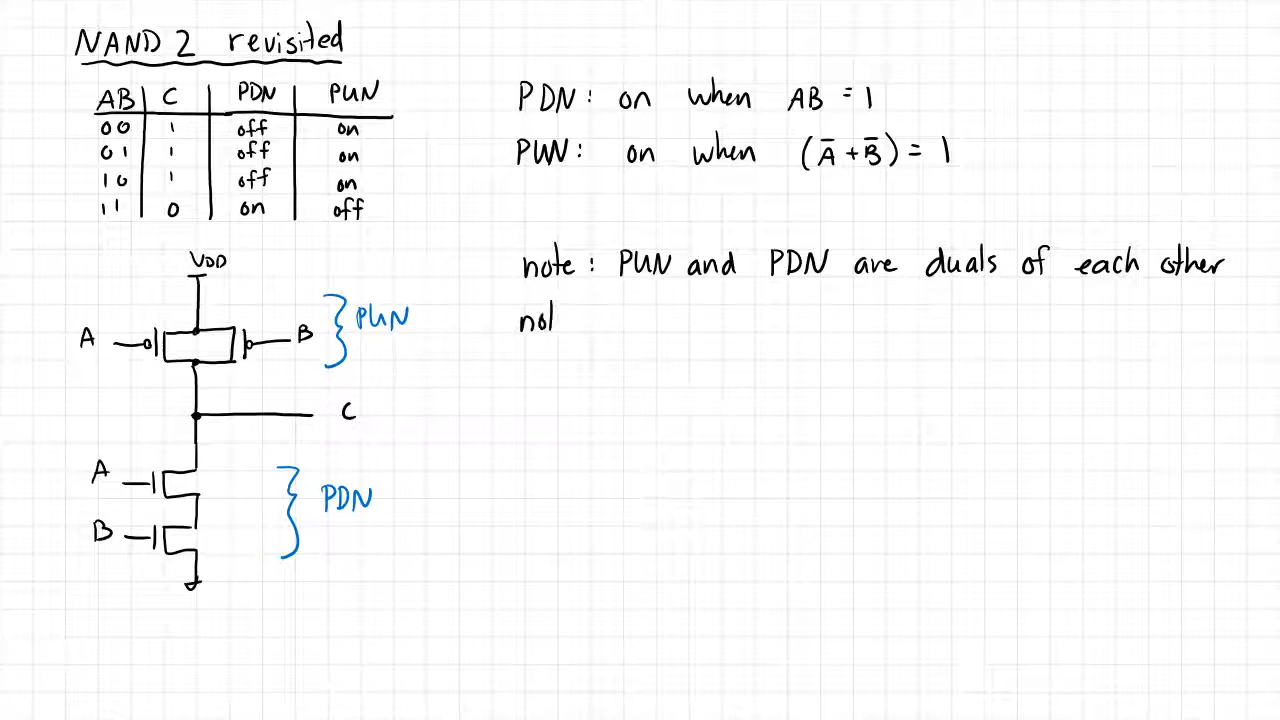 NAND 2 revisited
AB C PDN PUN
00 1 off on
01 1 off on
10 1 off on
11 0 on off
PDN: on when AB = 1
PUN: on when (A̅ + B̅) = 1
note: PUN and PDN are duals of each other
VDD
A B PUN
C
A
B PDN